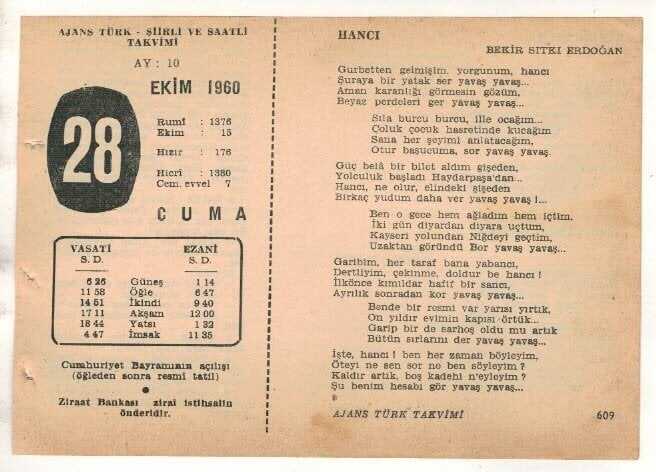 AJANS TÜRK - ŞİİRLİ VE SAATLİ
TAKVİMİ
AY : 10
EKİM 1960
28
Rumî : 1376
Ekim : 15
Hızır : 176
Hicrî : 1380
Cem. evvel 7
CUMA
VASATİ EZANİ
S. D. S. D.
6 26 Güneş 1 14
11 58 Öğle 6 47
14 51 İkindi 9 40
17 11 Akşam 12 00
18 44 Yatsı 1 32
4 47 İmsak 11 35
Cumhuriyet Bayramının açılışı
(öğleden sonra resmî tatil)
Ziraat Bankası ziraî istihsalin
önderidir.
HANCI
BEKİR SITKI ERDOĞAN
Gurbetten gelmişim, yorgunum, hancı
Şuraya bir yatak ser yavaş yavaş...
Aman karanlığı görmesin gözüm,
Beyaz perdeleri ger yavaş yavaş...
Sıla burcu burcu, ille ocağım...
Çoluk çocuk hasretinde kucağım
Sana her şeyimi anlatacağım,
Otur başucuma, sor yavaş yavaş.
Güç belâ bir bilet aldım gişeden,
Yolculuk başladı Haydarpaşa'dan...
Hancı, ne olur, elindeki şişeden
Birkaç yudum daha ver yavaş yavaş!...
Ben o gece hem ağladım hem içtim,
İki gün diyardan diyara uçtum,
Kayseri yolundan Niğdeyi geçtim,
Uzaktan göründü Bor yavaş yavaş...
Garibim, her taraf bana yabancı,
Dertliyim, çekinme, doldur be hancı !
İlkönce kımıldar hafif bir sancı,
Ayrılık sonradan kor yavaş yavaş...
Bende bir resmi var yarısı yırtık,
On yıldır evimin kapısı örtük...
Garip bir de sarhoş oldu mu artık
Bütün sırlarını der yavaş yavaş...
İşte, hancı ! ben her zaman böyleyim,
Öteyi ne sen sor no ben söyleyim ?
Kaldır artık, boş kadehi n'eyleyim ?
Şu benim hesabı gör yavaş yavaş...
AJANS TÜRK TAKVİMİ 609